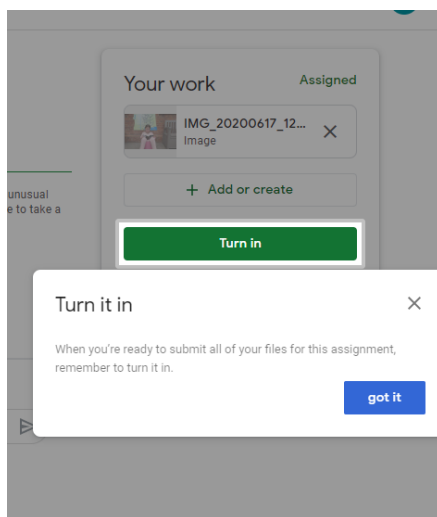 Your work
Assigned
IMG_20200617_12...
Image
unusual
e to take a
+ Add or create
Turn in
Turn it in
When you're ready to submit all of your files for this assignment,
remember to turn it in.
got it